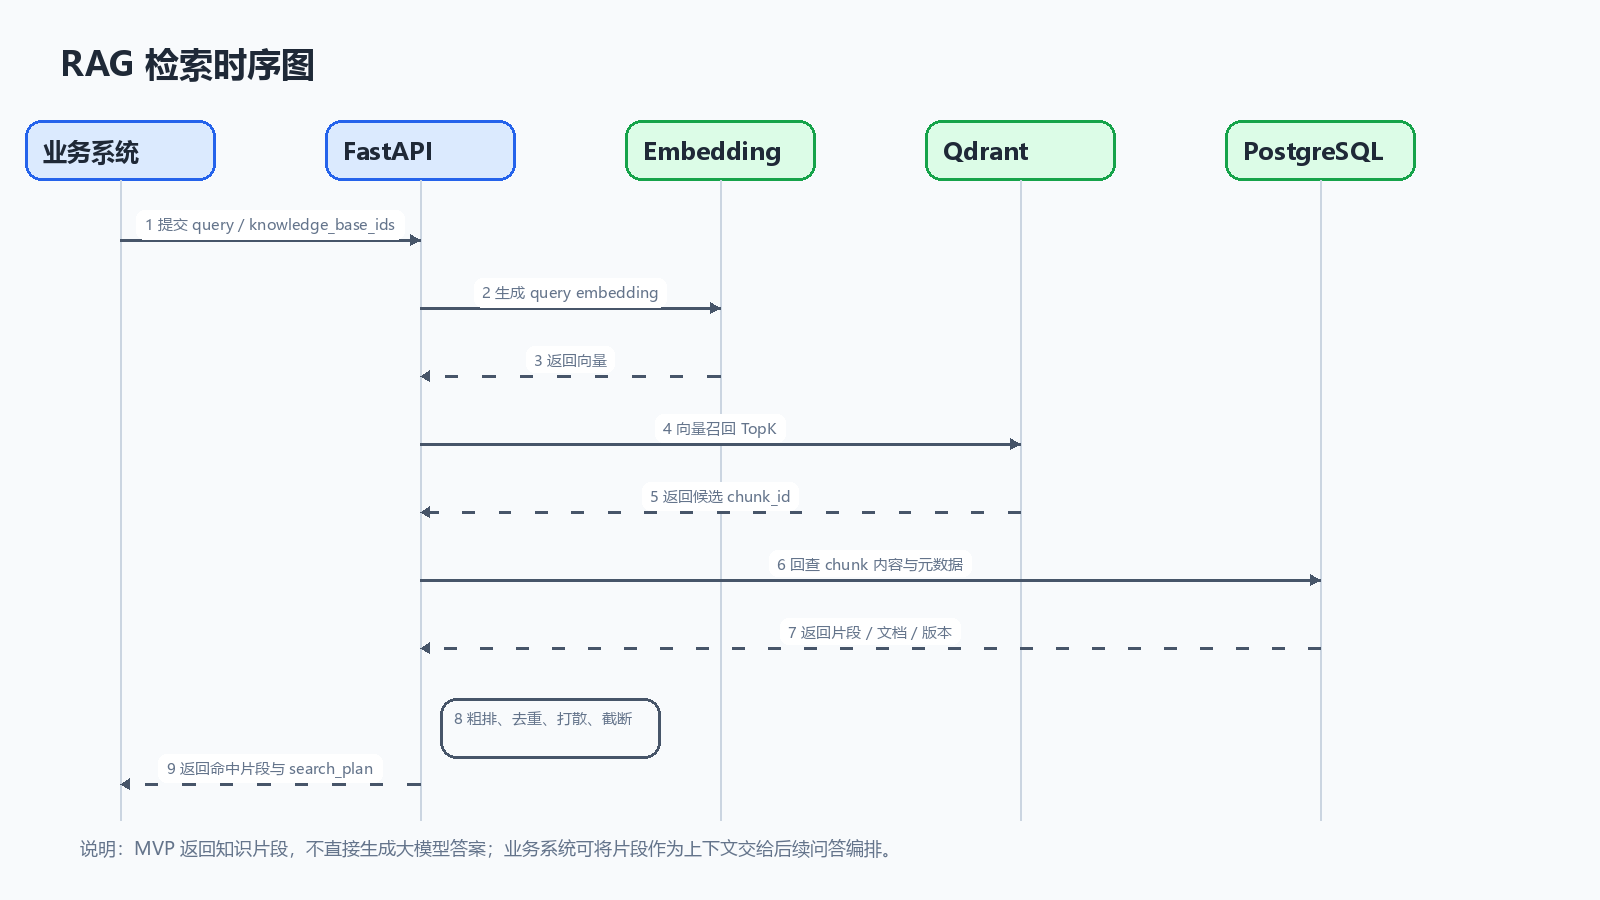 RAG 检索时序图
业务系统
FastAPI
Embedding
Qdrant
PostgreSQL
1 提交 query / knowledge_base_ids
2 生成 query embedding
3 返回向量
4 向量召回 TopK
5 返回候选 chunk_id
6 回查 chunk 内容与元数据
7 返回片段 / 文档 / 版本
8 粗排、去重、打散、截断
9 返回命中片段与 search_plan
说明：MVP 返回知识片段，不直接生成大模型答案；业务系统可将片段作为上下文交给后续问答编排。